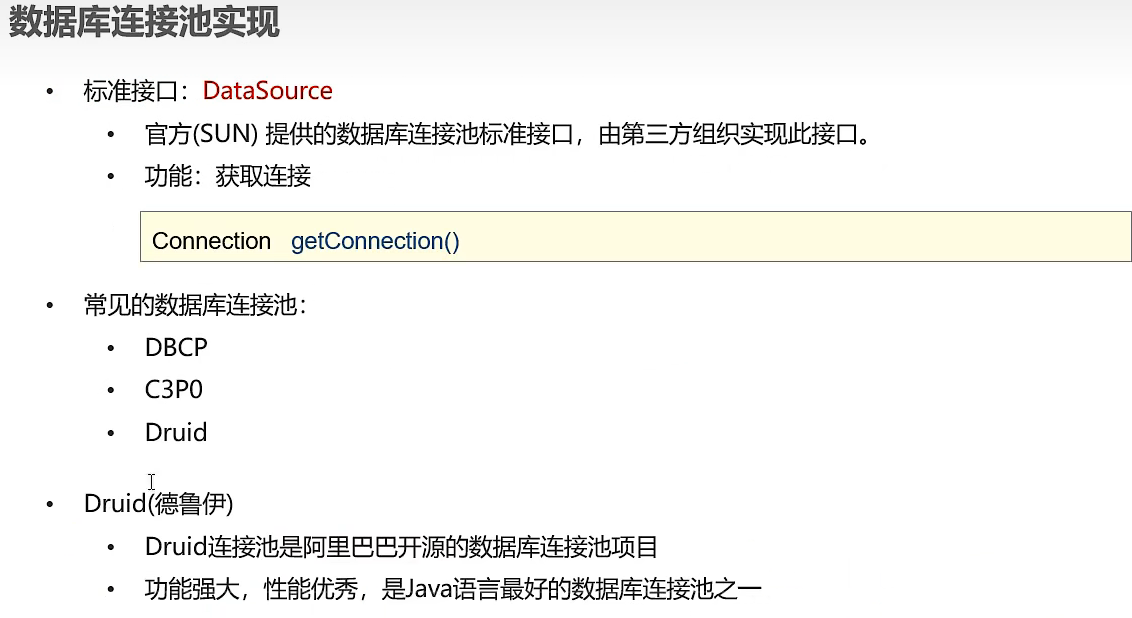 数据库连接池实现
• 标准接口：DataSource
• 官方(SUN) 提供的数据库连接池标准接口，由第三方组织实现此接口。
• 功能：获取连接
Connection getConnection()
• 常见的数据库连接池：
• DBCP
• C3P0
• Druid
• Druid(德鲁伊)
• Druid连接池是阿里巴巴开源的数据库连接池项目
• 功能强大，性能优秀，是Java语言最好的数据库连接池之一